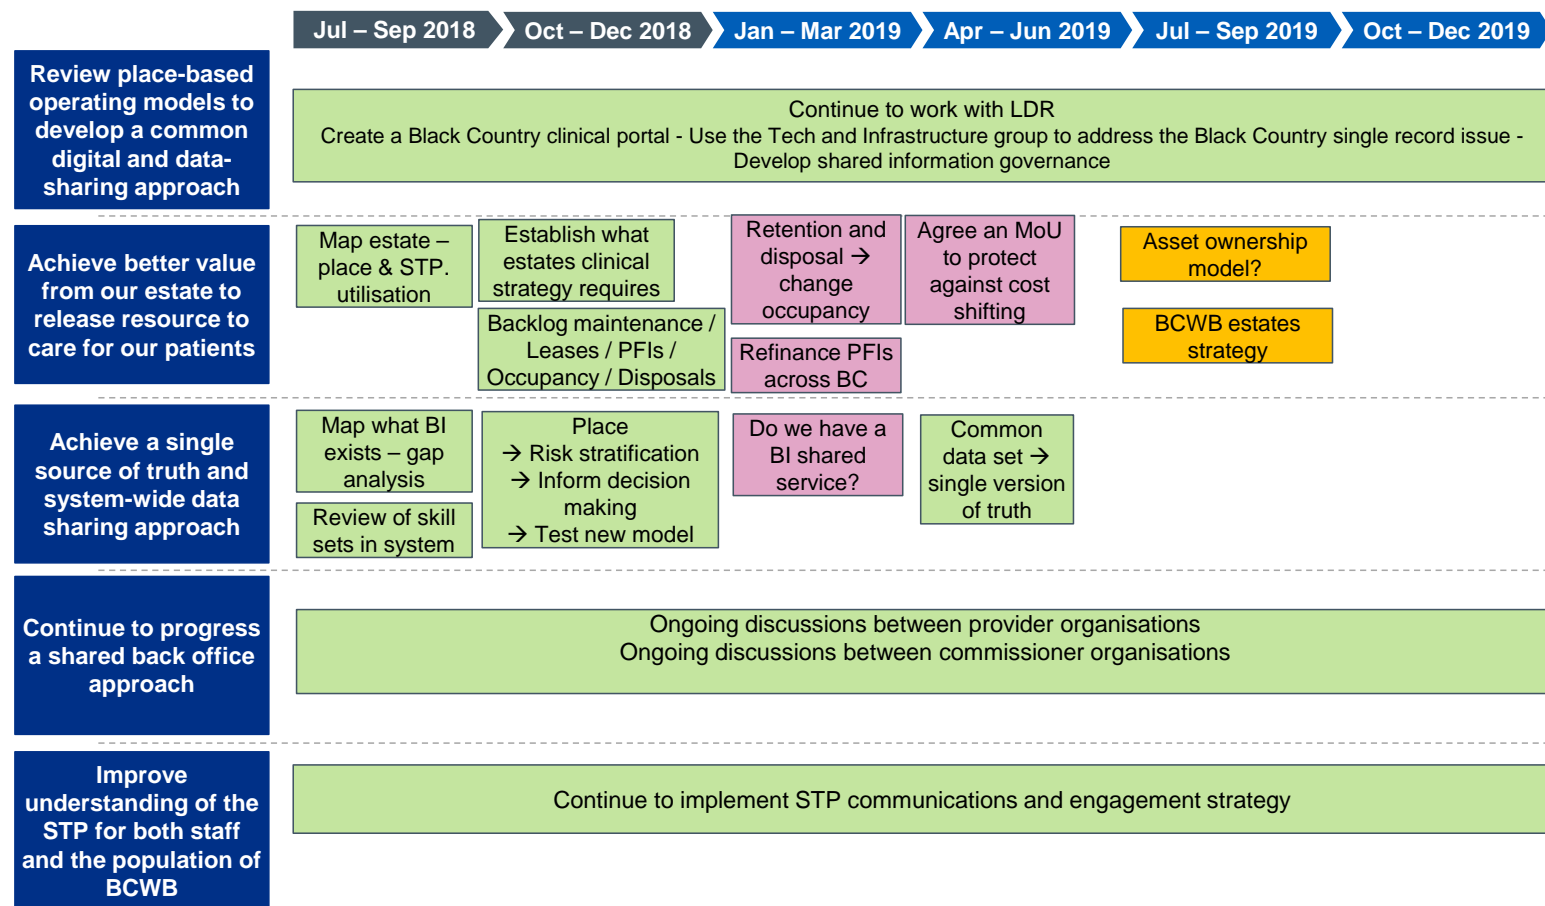 Jul – Sep 2018
Oct – Dec 2018
Jan – Mar 2019
Apr – Jun 2019
Jul – Sep 2019
Oct – Dec 2019
Review place-based
operating models to
develop a common
digital and data-
sharing approach
Continue to work with LDR
Create a Black Country clinical portal - Use the Tech and Infrastructure group to address the Black Country single record issue -
Develop shared information governance
Achieve better value
from our estate to
release resource to
care for our patients
Map estate –
place & STP.
utilisation
Establish what
estates clinical
strategy requires
Backlog maintenance /
Leases / PFIs /
Occupancy / Disposals
Retention and
disposal →
change
occupancy
Refinance PFIs
across BC
Agree an MoU
to protect
against cost
shifting
Asset ownership
model?
BCWB estates
strategy
Achieve a single
source of truth and
system-wide data
sharing approach
Map what BI
exists – gap
analysis
Review of skill
sets in system
Place
→ Risk stratification
→ Inform decision
making
→ Test new model
Do we have a
BI shared
service?
Common
data set →
single version
of truth
Continue to progress
a shared back office
approach
Ongoing discussions between provider organisations
Ongoing discussions between commissioner organisations
Improve
understanding of the
STP for both staff
and the population of
BCWB
Continue to implement STP communications and engagement strategy